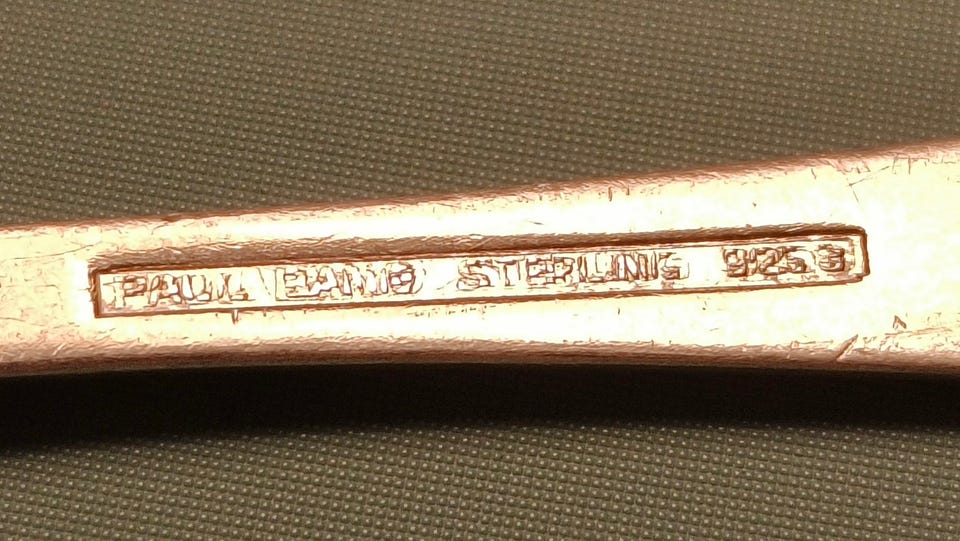 PAUL BANG STERLING 925S